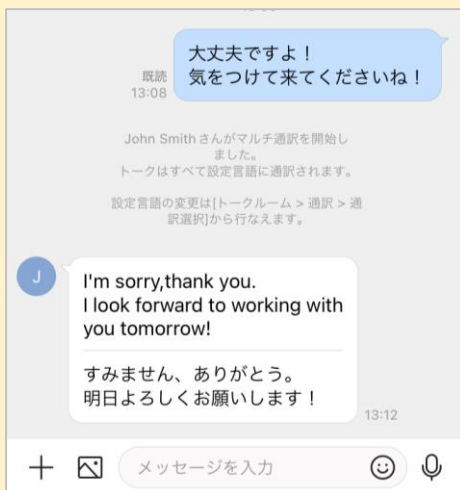 大丈夫ですよ！
気をつけて来てくださいね！
既読
13:08
John Smithさんがマルチ通訳を開始し
ました。
トークはすべて設定言語に通訳されます。
設定言語の変更は[トークルーム > 通訳 > 通
訳選択]から行なえます。
J
I'm sorry,thank you.
I look forward to working with
you tomorrow!
すみません、ありがとう。
明日よろしくお願いします！
13:12
メッセージを入力